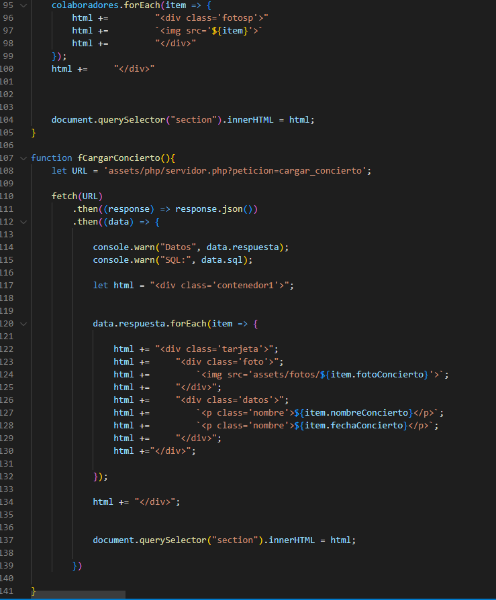 95 colaboradores.forEach(item => {
96 html += "<div class='fotosp'>"
97 html += `<img src='${item}'>`
98 html += "</div>"
99 });
100 html += "</div>"
101
102
103
104 document.querySelector("section").innerHTML = html;
105 }
106
107 function fCargarConcierto(){
108 let URL = 'assets/php/servidor.php?peticion=cargar_concierto';
109
110 fetch(URL)
111 .then((response) => response.json())
112 .then((data) => {
113
114 console.warn("Datos", data.respuesta);
115 console.warn("SQL:", data.sql);
116
117 let html = "<div class='contenedor1'>";
118
119
120 data.respuesta.forEach(item => {
121
122 html += "<div class='tarjeta'>";
123 html += "<div class='foto'>";
124 html += `<img src='assets/fotos/${item.fotoConcierto}'>`;
125 html += "</div>";
126 html += "<div class='datos'>";
127 html += `<p class='nombre'>${item.nombreConcierto}</p>`;
128 html += `<p class='nombre'>${item.fechaConcierto}</p>`;
129 html += "</div>";
130 html +="</div>";
131
132 });
133
134 html += "</div>";
135
136
137 document.querySelector("section").innerHTML = html;
138
139 })
140
141 }